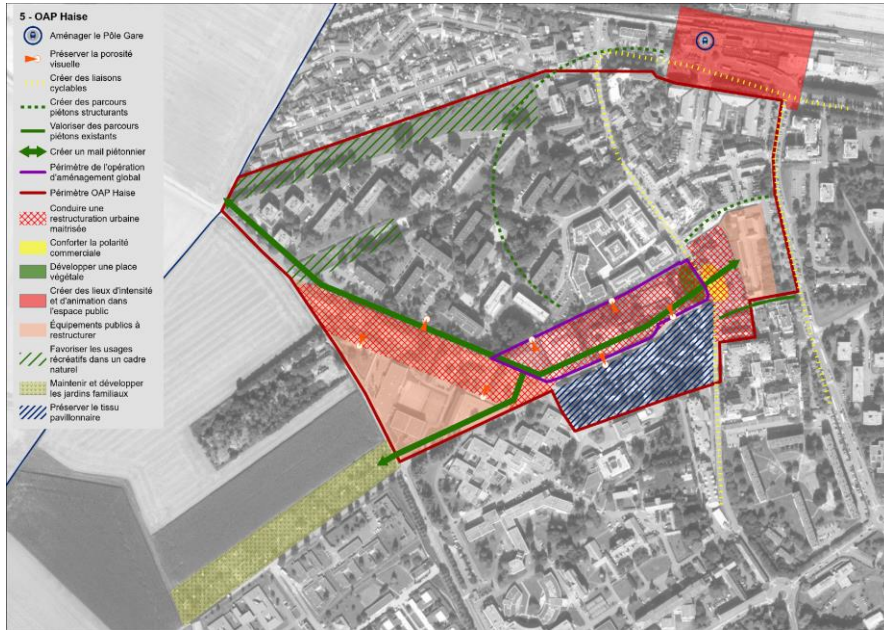 5 - OAP Haise
Aménager le Pôle Gare
Préserver la porosité
visuelle
Créer des liaisons
cyclables
Créer des parcours
piétons structurants
Valoriser des parcours
piétons existants
Créer un mail piétonnier
Périmètre de l'opération
d'aménagement global
Périmètre OAP Haise
Conduire une
restructuration urbaine
maitrisée
Conforter la polarité
commerciale
Développer une place
végétale
Créer des lieux d'intensité
et d'animation dans
l'espace public
Équipements publics à
restructurer
Favoriser les usages
récréatifs dans un cadre
naturel
Maintenir et développer
les jardins familiaux
Préserver le tissu
pavillonnaire